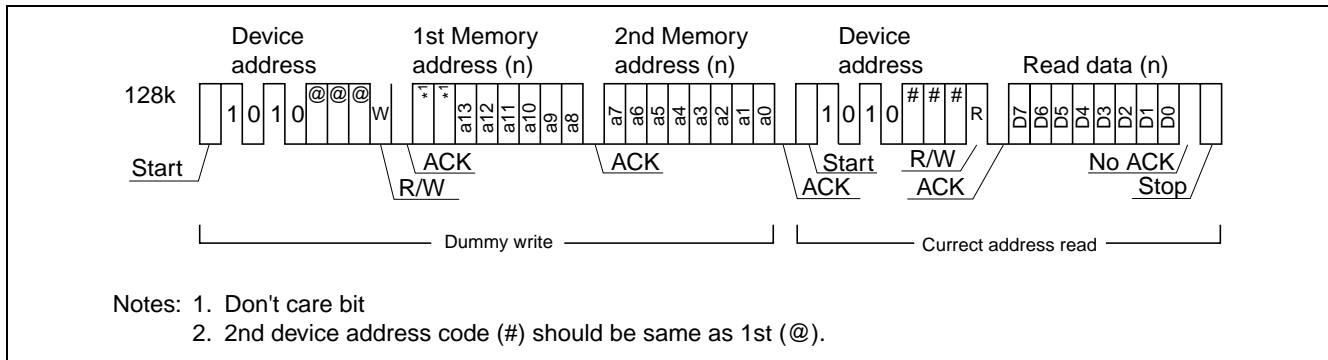 Device address 1st Memory address (n) 2nd Memory address (n) Device address Read data (n)
128k 1 0 1 0 @ @ @ W *1 *1 a13 a12 a11 a10 a9 a8 a7 a6 a5 a4 a3 a2 a1 a0 1 0 1 0 # # # R D7 D6 D5 D4 D3 D2 D1 D0
Start ACK ACK Start R/W No ACK
R/W ACK ACK Stop
Dummy write Currect address read
Notes: 1. Don't care bit
2. 2nd device address code (#) should be same as 1st (@).